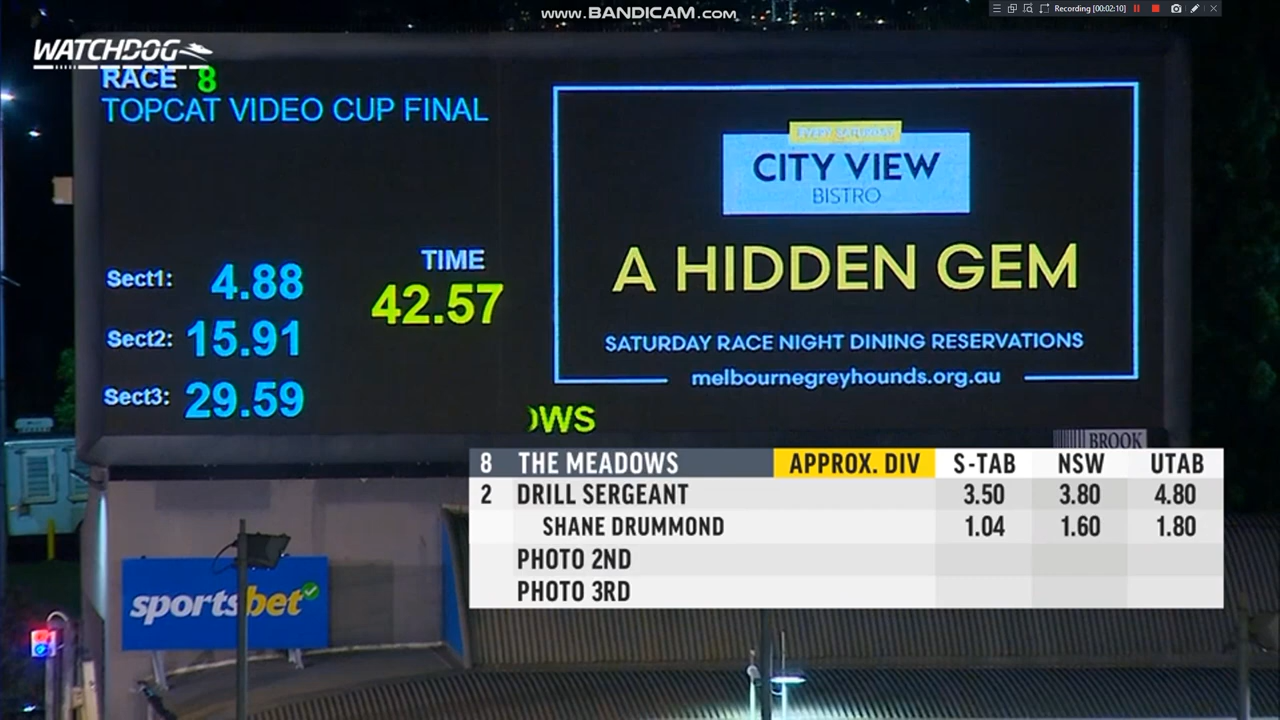 www.BANDICAM.com
Recording [00:02:10]
WATCHDOG
RACE 8
TOPCAT VIDEO CUP FINAL
Sect1: 4.88
Sect2: 15.91
Sect3: 29.59
TIME
42.57
EVERY SATURDAY
CITY VIEW
BISTRO
A HIDDEN GEM
SATURDAY RACE NIGHT DINING RESERVATIONS
melbournegreyhounds.org.au
OWS
BROOK
8 THE MEADOWS APPROX. DIV S-TAB NSW UTAB
2 DRILL SERGEANT 3.50 3.80 4.80
SHANE DRUMMOND 1.04 1.60 1.80
PHOTO 2ND
PHOTO 3RD
sportsbet